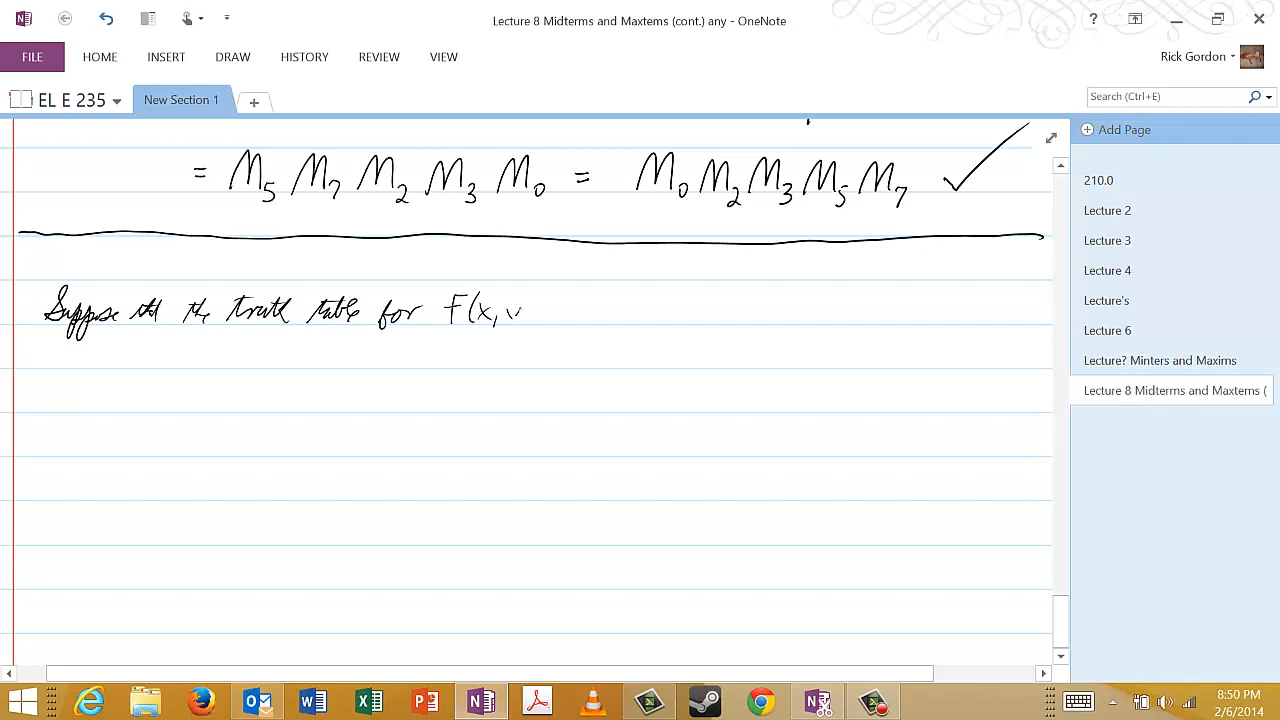 Lecture 8 Midterms and Maxtems (cont.) any - OneNote
?
FILE HOME INSERT DRAW HISTORY REVIEW VIEW
Rick Gordon
EL E 235
New Section 1
Search (Ctrl+E)
Add Page
210.0
Lecture 2
Lecture 3
Lecture 4
Lecture's
Lecture 6
Lecture? Minters and Maxims
Lecture 8 Midterms and Maxtems (
= M5 M7 M2 M3 M0 = M0 M2 M3 M5 M7 ✓
Suppose the truth table for F(x,
8:50 PM
2/6/2014